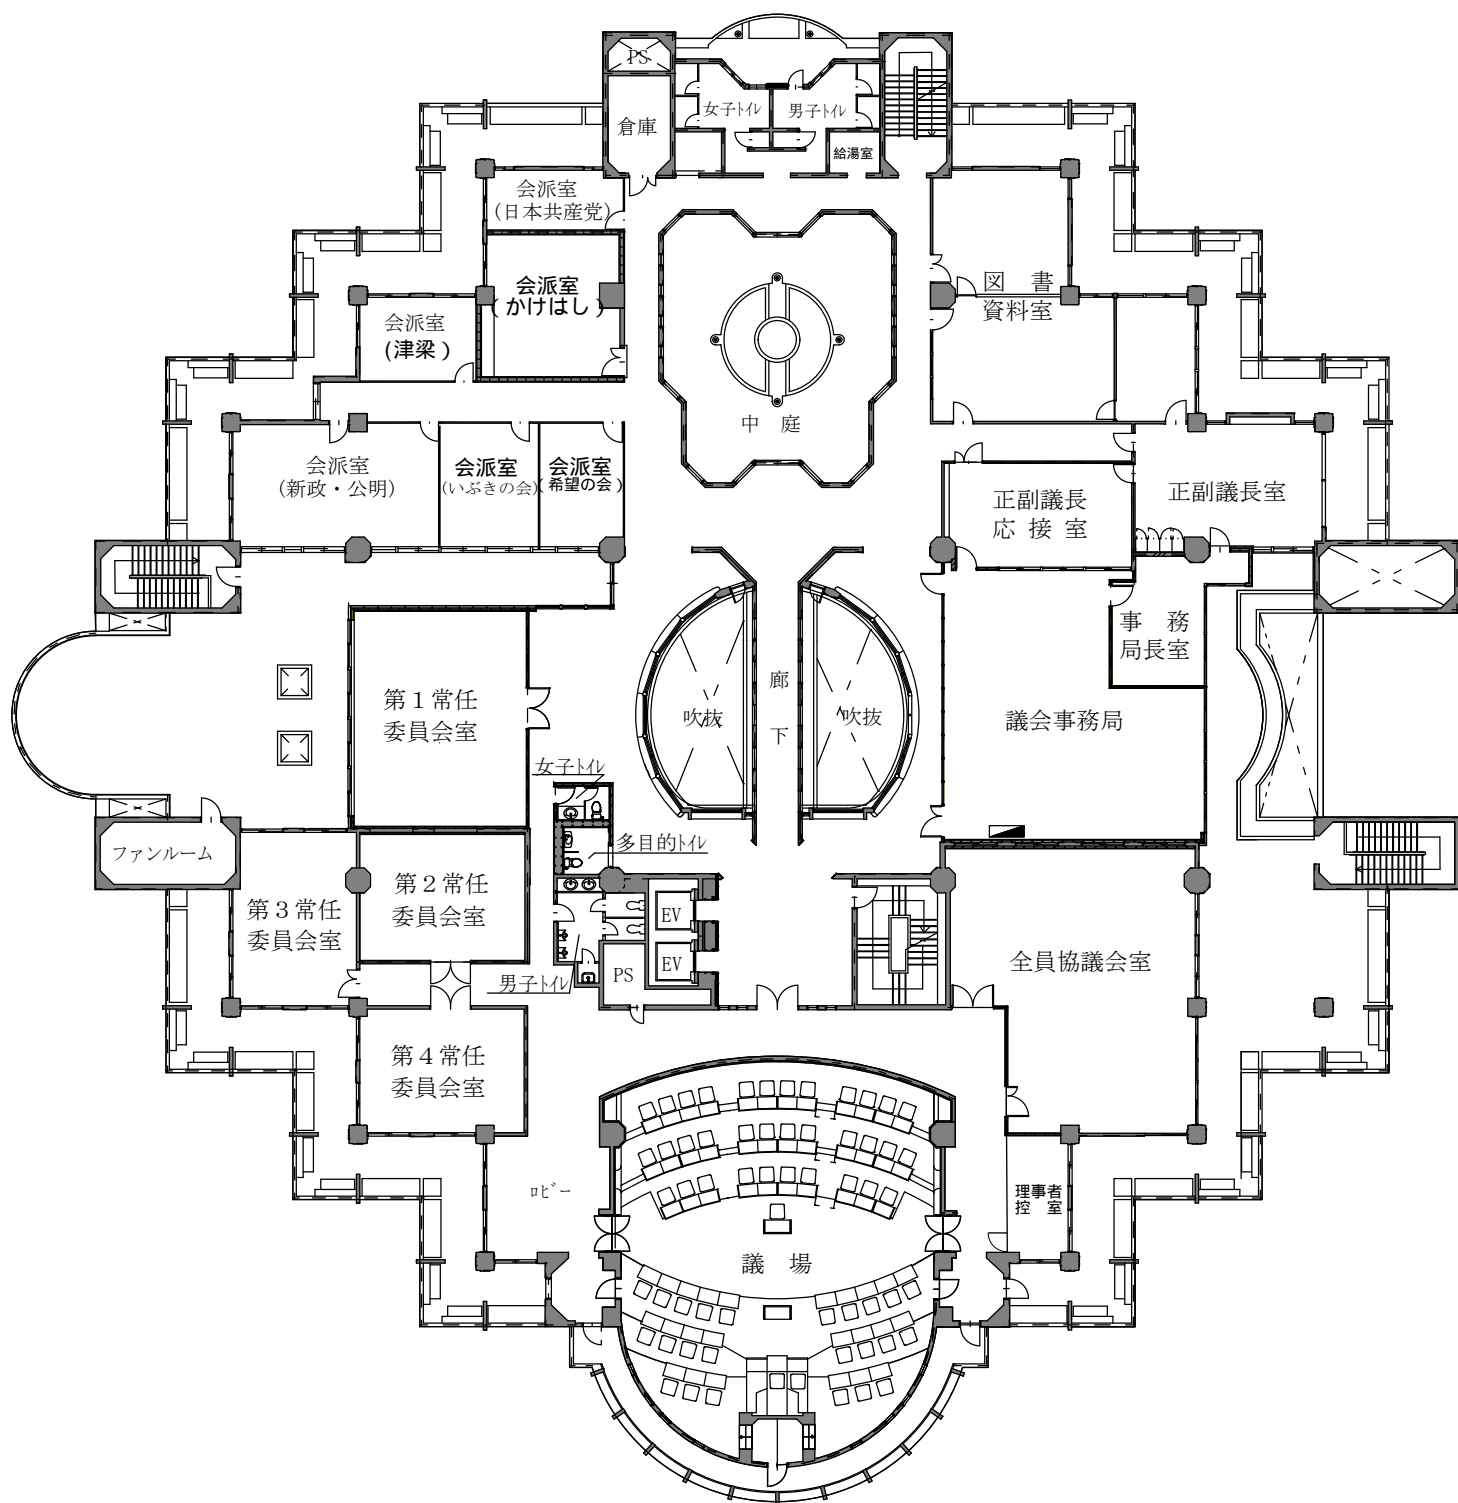 PS
女子トイレ
男子トイレ
倉庫
給湯室
会派室
(日本共産党)
会派室
(かけはし)
図　書
資料室
会派室
(津梁)
中　庭
会派室
(新政・公明)
会派室
(いぶきの会)
会派室
(希望の会)
正副議長
応 接 室
正副議長室
事　務
局長室
第１常任
委員会室
廊
下
吹抜
吹抜
議会事務局
女子トイレ
多目的トイレ
ファンルーム
第２常任
委員会室
第３常任
委員会室
EV
EV
PS
男子トイレ
全員協議会室
第４常任
委員会室
ロビー
理事者
控　室
議　場